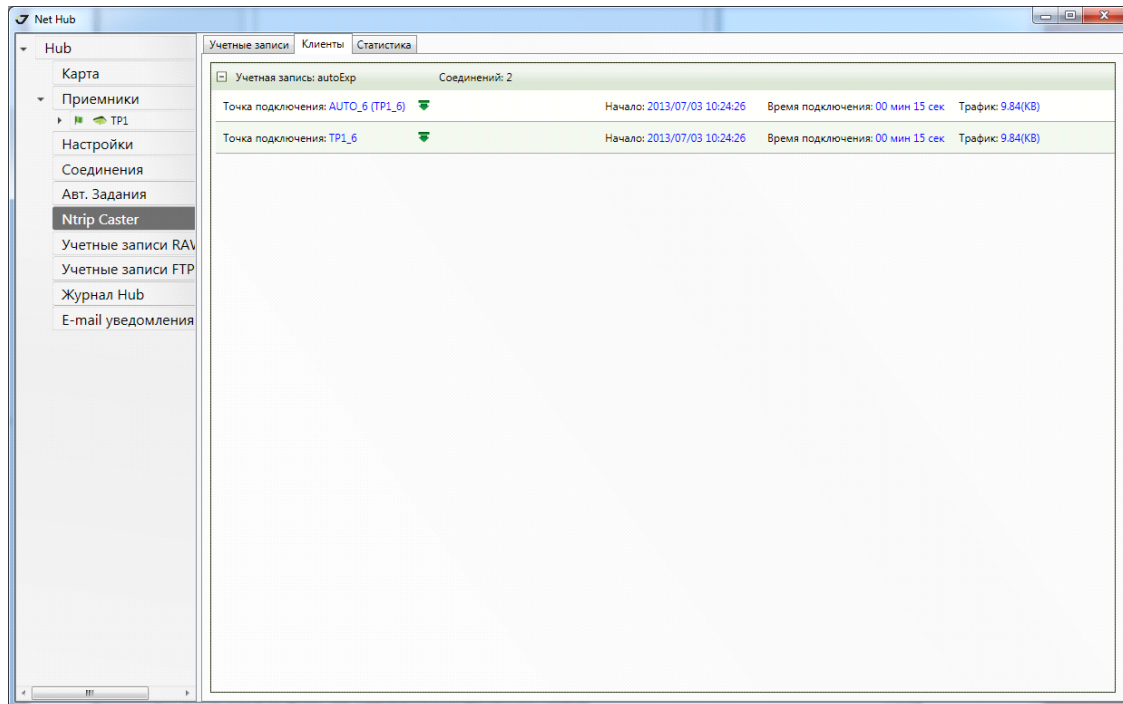 Net Hub
Hub
Карта
Приемники
TP1
Настройки
Соединения
Авт. Задания
Ntrip Caster
Учетные записи RAV
Учетные записи FTP
Журнал Hub
E-mail уведомления
Учетные записи Клиенты Статистика
Учетная запись: autoExp Соединений: 2
Точка подключения: AUTO_6 (TP1_6) Начало: 2013/07/03 10:24:26 Время подключения: 00 мин 15 сек Трафик: 9.84(KB)
Точка подключения: TP1_6 Начало: 2013/07/03 10:24:26 Время подключения: 00 мин 15 сек Трафик: 9.84(KB)